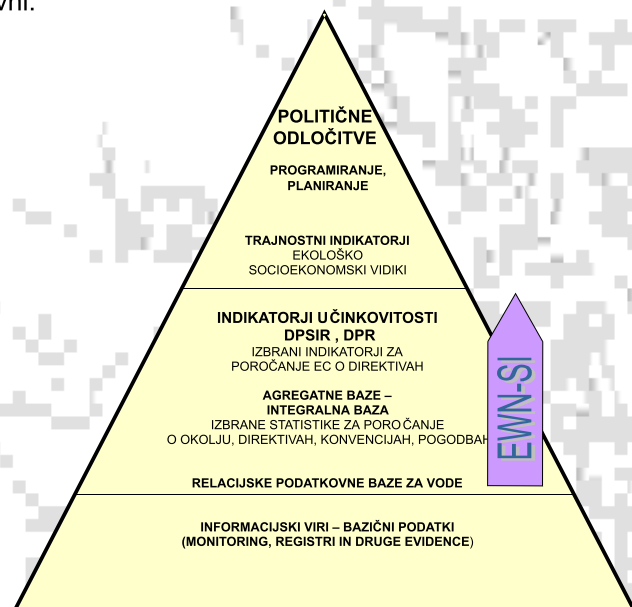 vni.
POLITIČNE
ODLOČITVE
PROGRAMIRANJE,
PLANIRANJE
TRAJNOSTNI INDIKATORJI
EKOLOŠKO
SOCIOEKONOMSKI VIDIKI
INDIKATORJI UČINKOVITOSTI
DPSIR , DPR
IZBRANI INDIKATORJI ZA
POROČANJE EC O DIREKTIVAH
AGREGATNE BAZE –
INTEGRALNA BAZA
IZBRANE STATISTIKE ZA POROČANJE
O OKOLJU, DIREKTIVAH, KONVENCIJAH, POGODBAH
EWN-SI
RELACIJSKE PODATKOVNE BAZE ZA VODE
INFORMACIJSKI VIRI – BAZIČNI PODATKI
(MONITORING, REGISTRI IN DRUGE EVIDENCE)